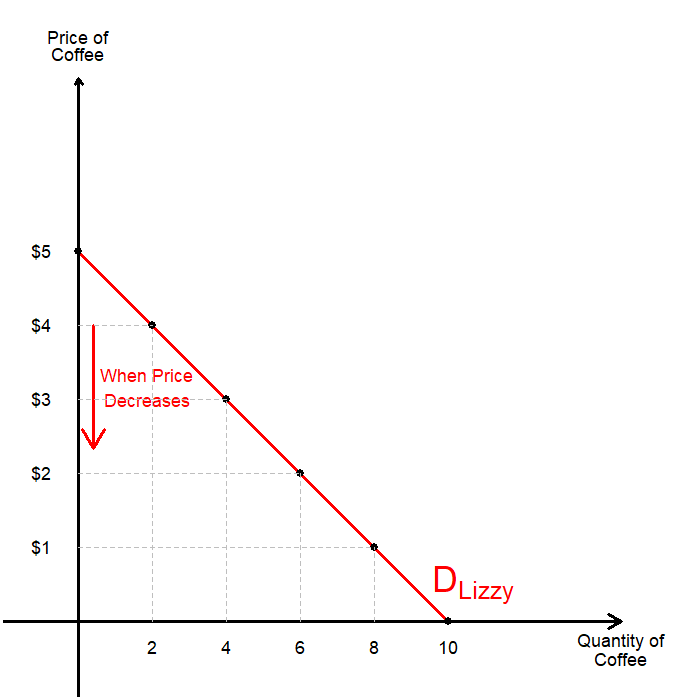 Price of
Coffee
$5
$4
When Price
$3
Decreases
$2
$1
D Lizzy
2 4 6 8 10
Quantity of
Coffee